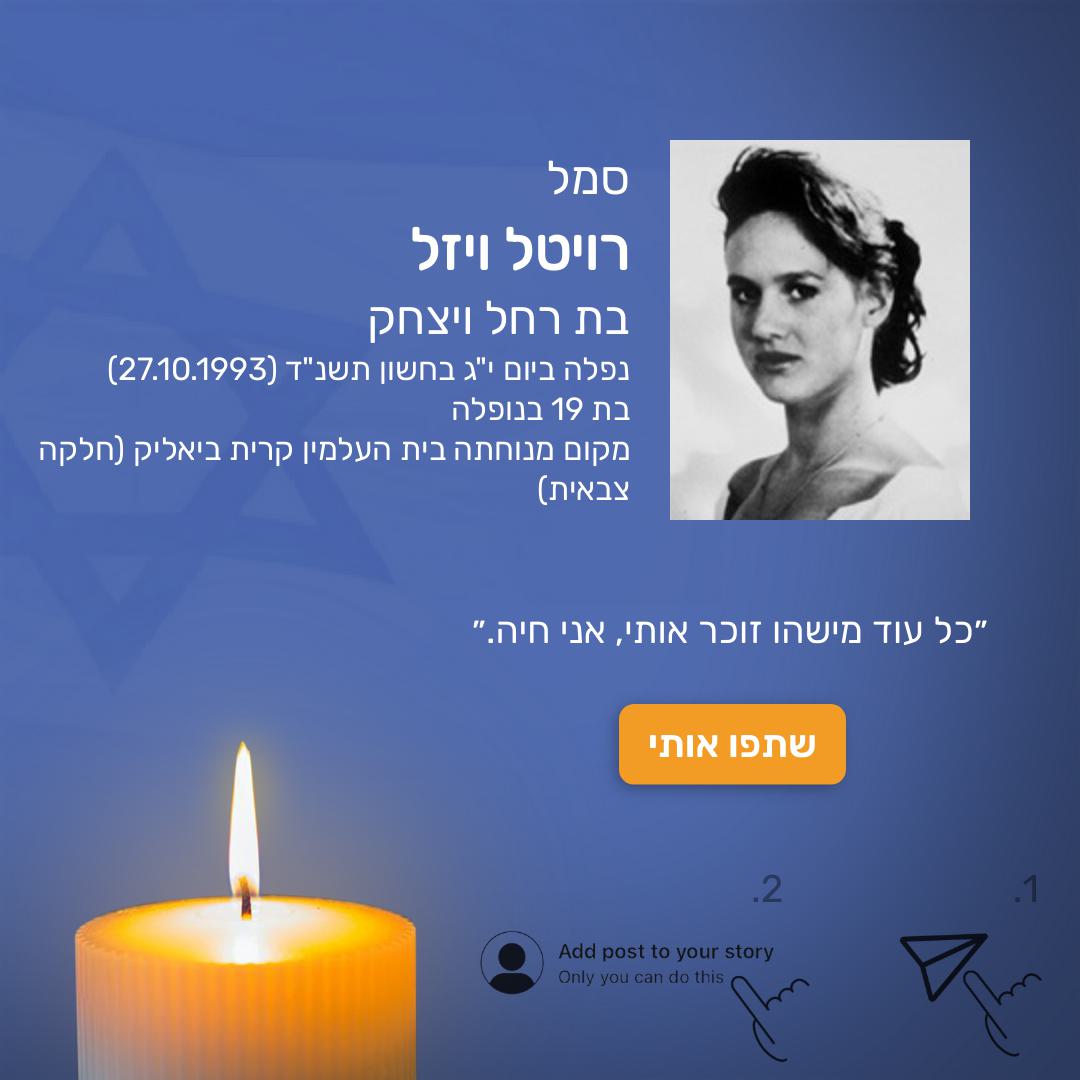 סמל
רויטל ויזל
בת רחל ויצחק
נפלה ביום י"ג בחשון תשנ"ד (27.10.1993)
בת 19 בנופלה
מקום מנוחתה בית העלמין קרית ביאליק (חלקה
צבאית)
״כל עוד מישהו זוכר אותי, אני חיה.״
שתפו אותי
.1
.2
Add post to your story
Only you can do this